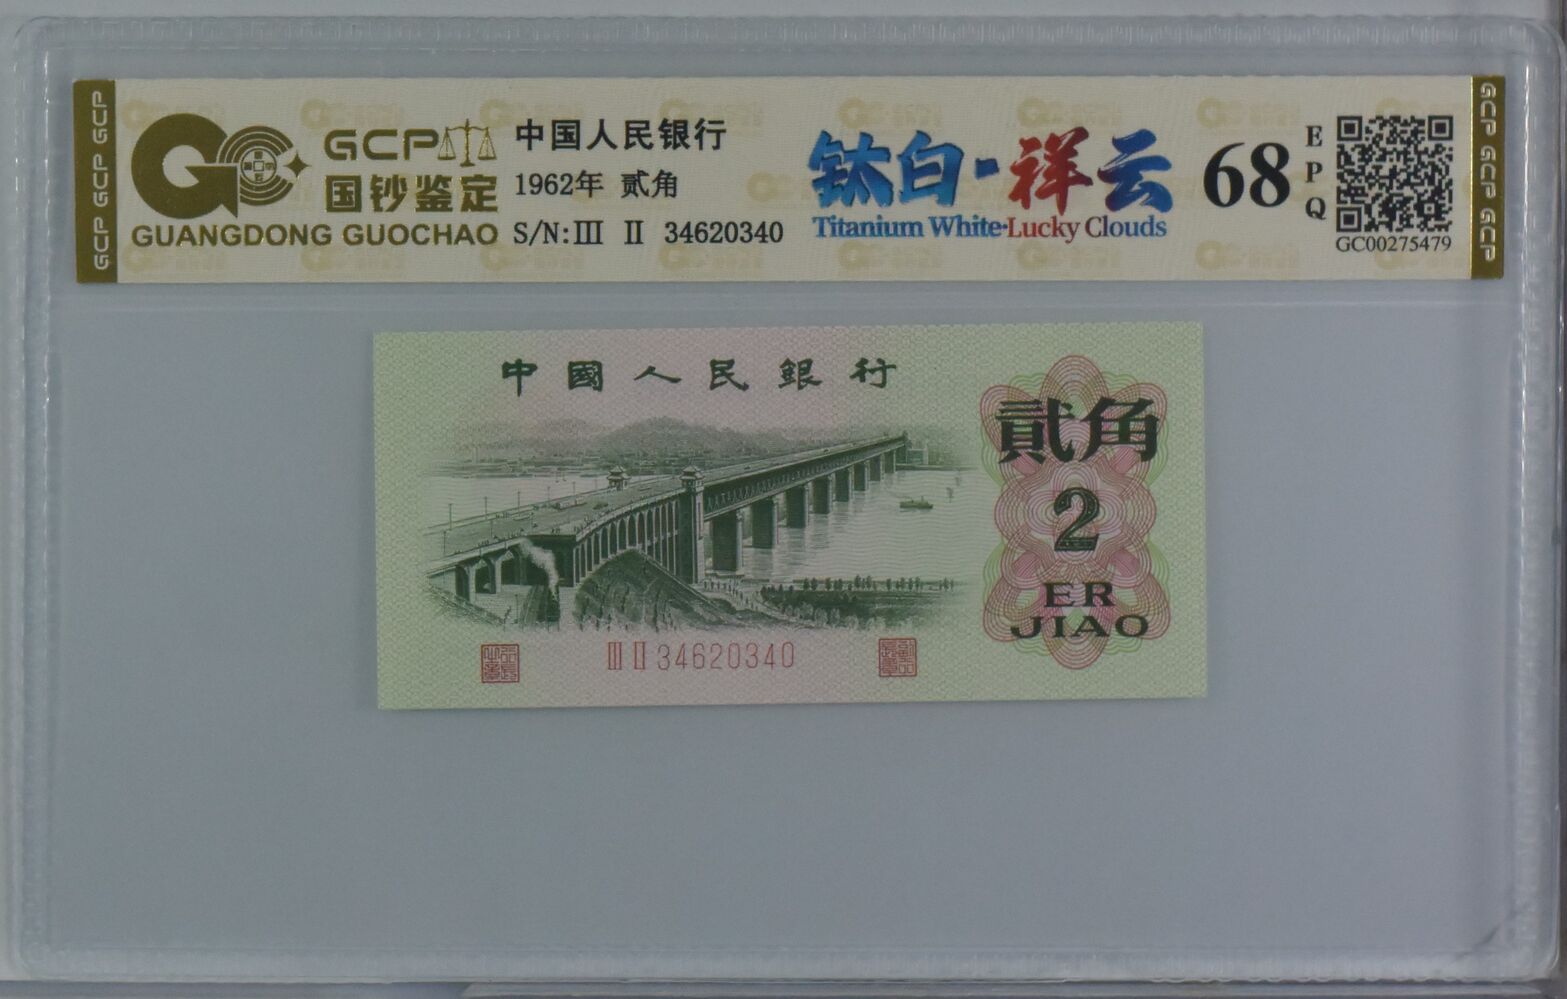 GCP GCP GCP
GCP
国钞鉴定
GUANGDONG GUOCHAO
中国人民银行
1962年 贰角
S/N:III II 34620340
钛白·祥云
Titanium White·Lucky Clouds
68
EPQ
GC00275479
GCP GCP GCP
中國人民銀行
貳角
2
ER
JIAO
III II 34620340